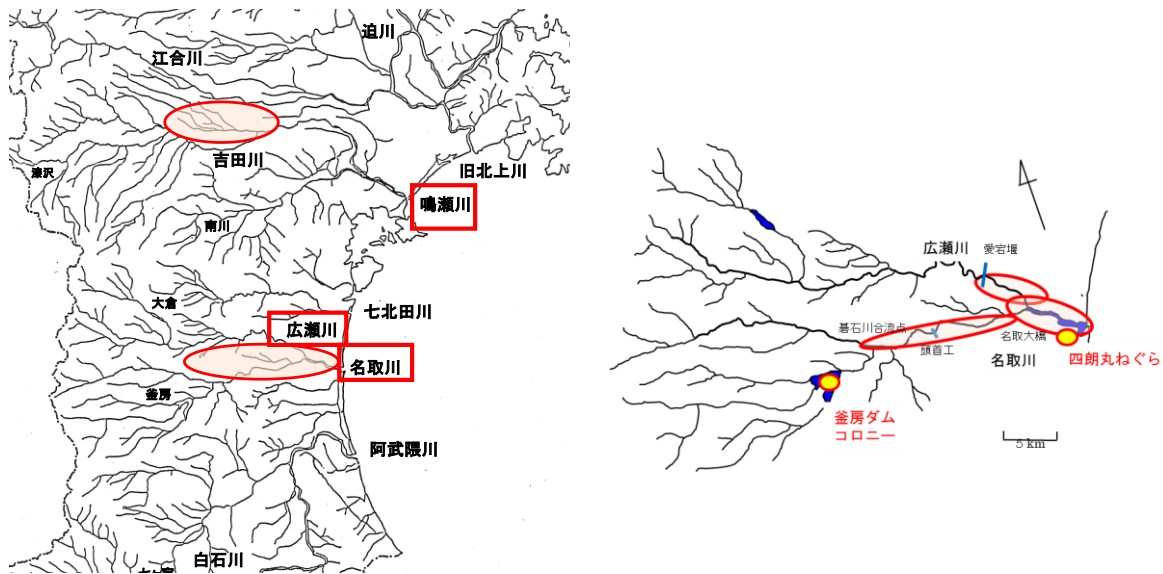 迫川
江合川
吉田川
漆沢
旧北上川
鳴瀬川
南川
大倉
七北田川
広瀬川
名取川
釜房
阿武隈川
白石川
広瀬川
愛宕堰
碁石川合流点
頭首工
名取大橋
名取川
四朗丸ねぐら
釜房ダム
コロニー
5 km